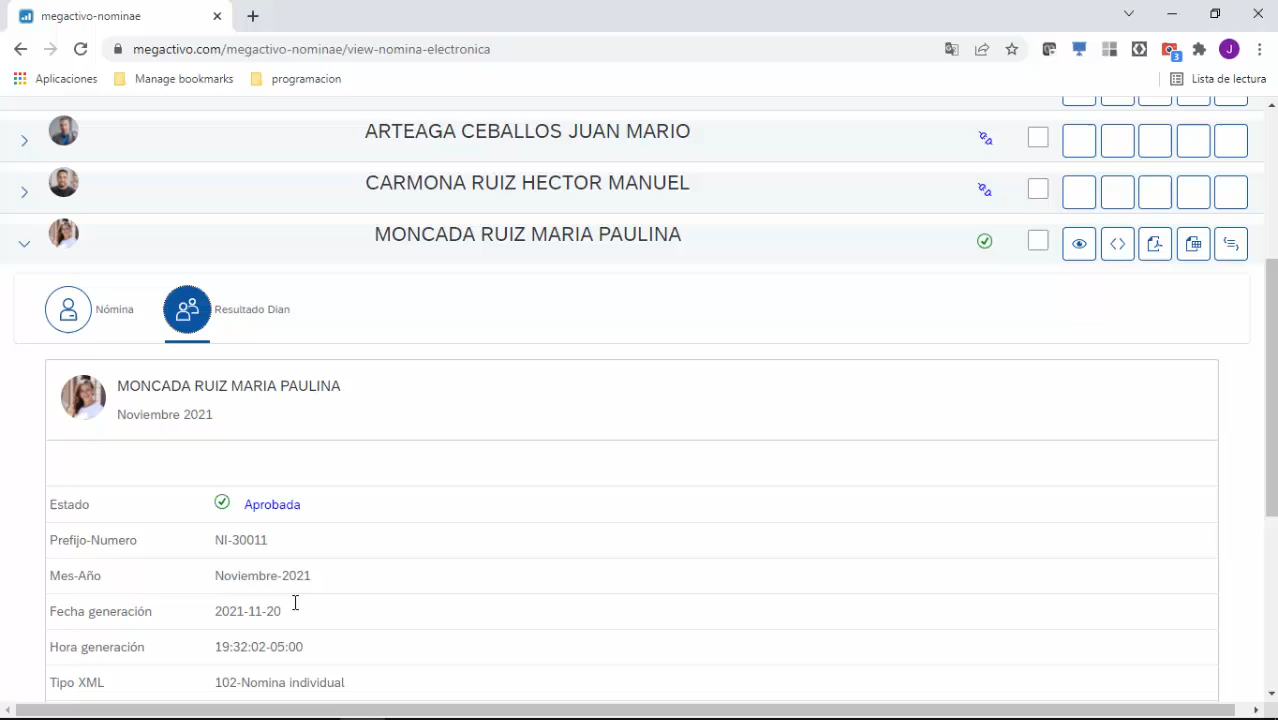 megactivo-nominae
megactivo.com/megactivo-nominae/view-nomina-electronica
3
J
Aplicaciones
Manage bookmarks
programacion
Lista de lectura
ARTEAGA CEBALLOS JUAN MARIO
CARMONA RUIZ HECTOR MANUEL
MONCADA RUIZ MARIA PAULINA
Nómina
Resultado Dian
MONCADA RUIZ MARIA PAULINA
Noviembre 2021
Estado Aprobada
Prefijo-Numero NI-30011
Mes-Año Noviembre-2021
Fecha generación 2021-11-20
Hora generación 19:32:02-05:00
Tipo XML 102-Nomina individual